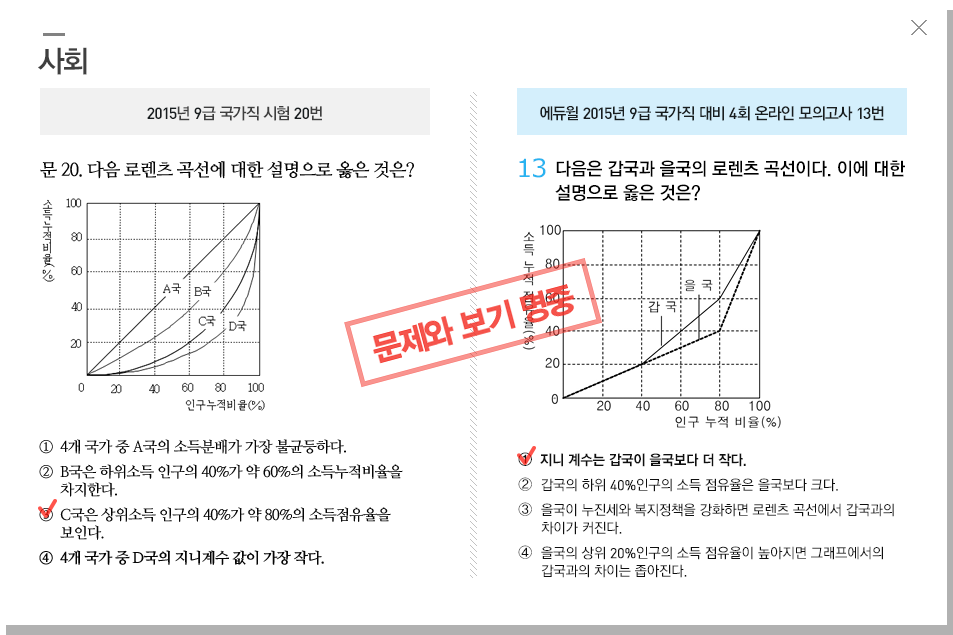 사회
2015년 9급 국가직 시험 20번
문 20. 다음 로렌츠 곡선에 대한 설명으로 옳은 것은?
소득누적비율(%)
100
80
60
40
20
0
20
40
60
80
100
A국
B국
C국
D국
인구누적비율(%)
① 4개 국가 중 A국의 소득분배가 가장 불균등하다.
② B국은 하위소득 인구의 40%가 약 60%의 소득누적비율을
차지한다.
③ C국은 상위소득 인구의 40%가 약 80%의 소득점유율을
보인다.
④ 4개 국가 중 D국의 지니계수 값이 가장 작다.
문제와 보기 명중
에듀윌 2015년 9급 국가직 대비 4회 온라인 모의고사 13번
13 다음은 갑국과 을국의 로렌츠 곡선이다. 이에 대한
설명으로 옳은 것은?
소득 누적 점유율(%)
100
80
60
40
20
0
20
40
60
80
100
갑 국
을 국
인구 누적 비율(%)
① 지니 계수는 갑국이 을국보다 더 작다.
② 갑국의 하위 40%인구의 소득 점유율은 을국보다 크다.
③ 을국이 누진세와 복지정책을 강화하면 로렌츠 곡선에서 갑국과의
차이가 커진다.
④ 을국의 상위 20%인구의 소득 점유율이 높아지면 그래프에서의
갑국과의 차이는 좁아진다.